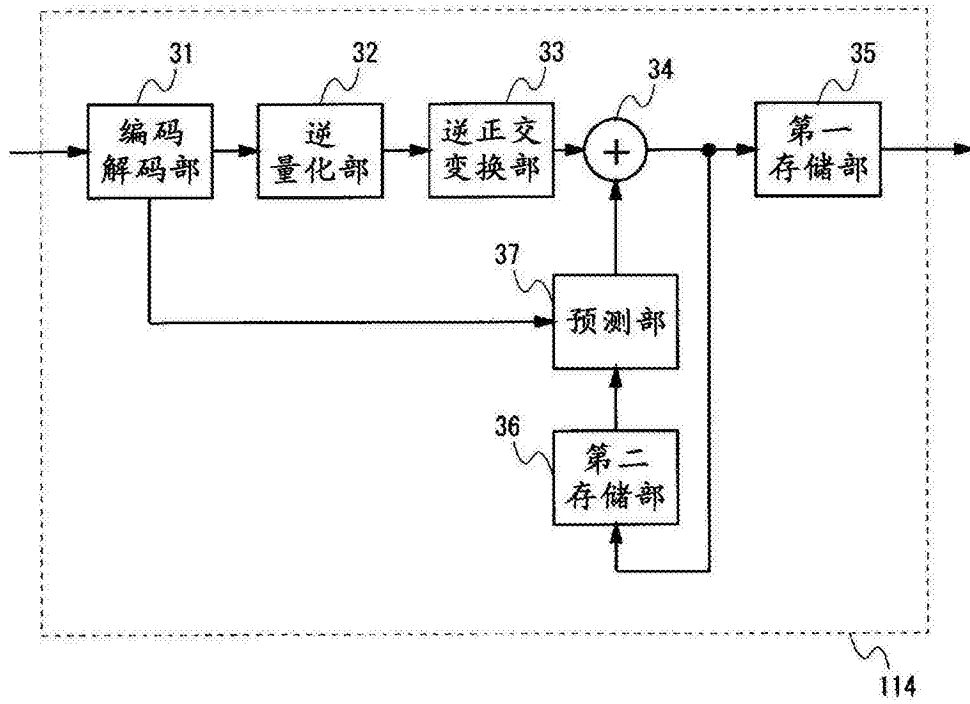 31
32
33
34
35
编码
解码部
逆
量化部
逆正交
变换部
+
第一
存储部
37
预测部
36
第二
存储部
114